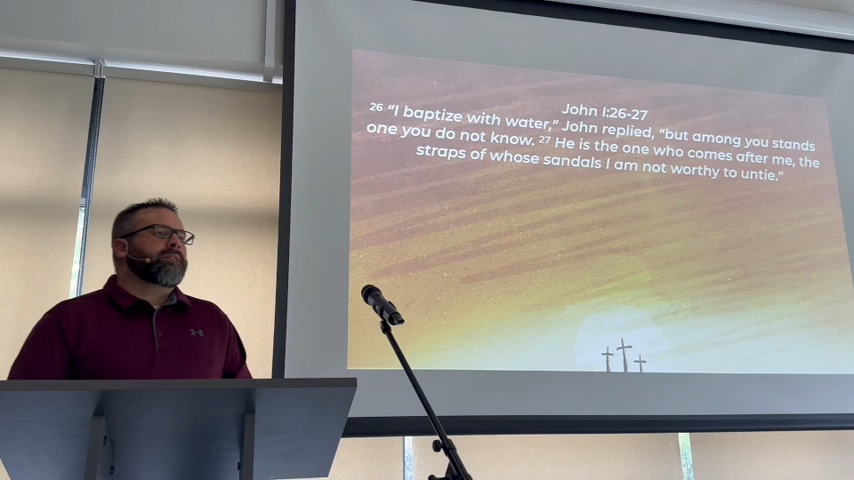 John 1:26-27
26 “I baptize with water,” John replied, “but among you stands
one you do not know. 27 He is the one who comes after me, the
straps of whose sandals I am not worthy to untie.”